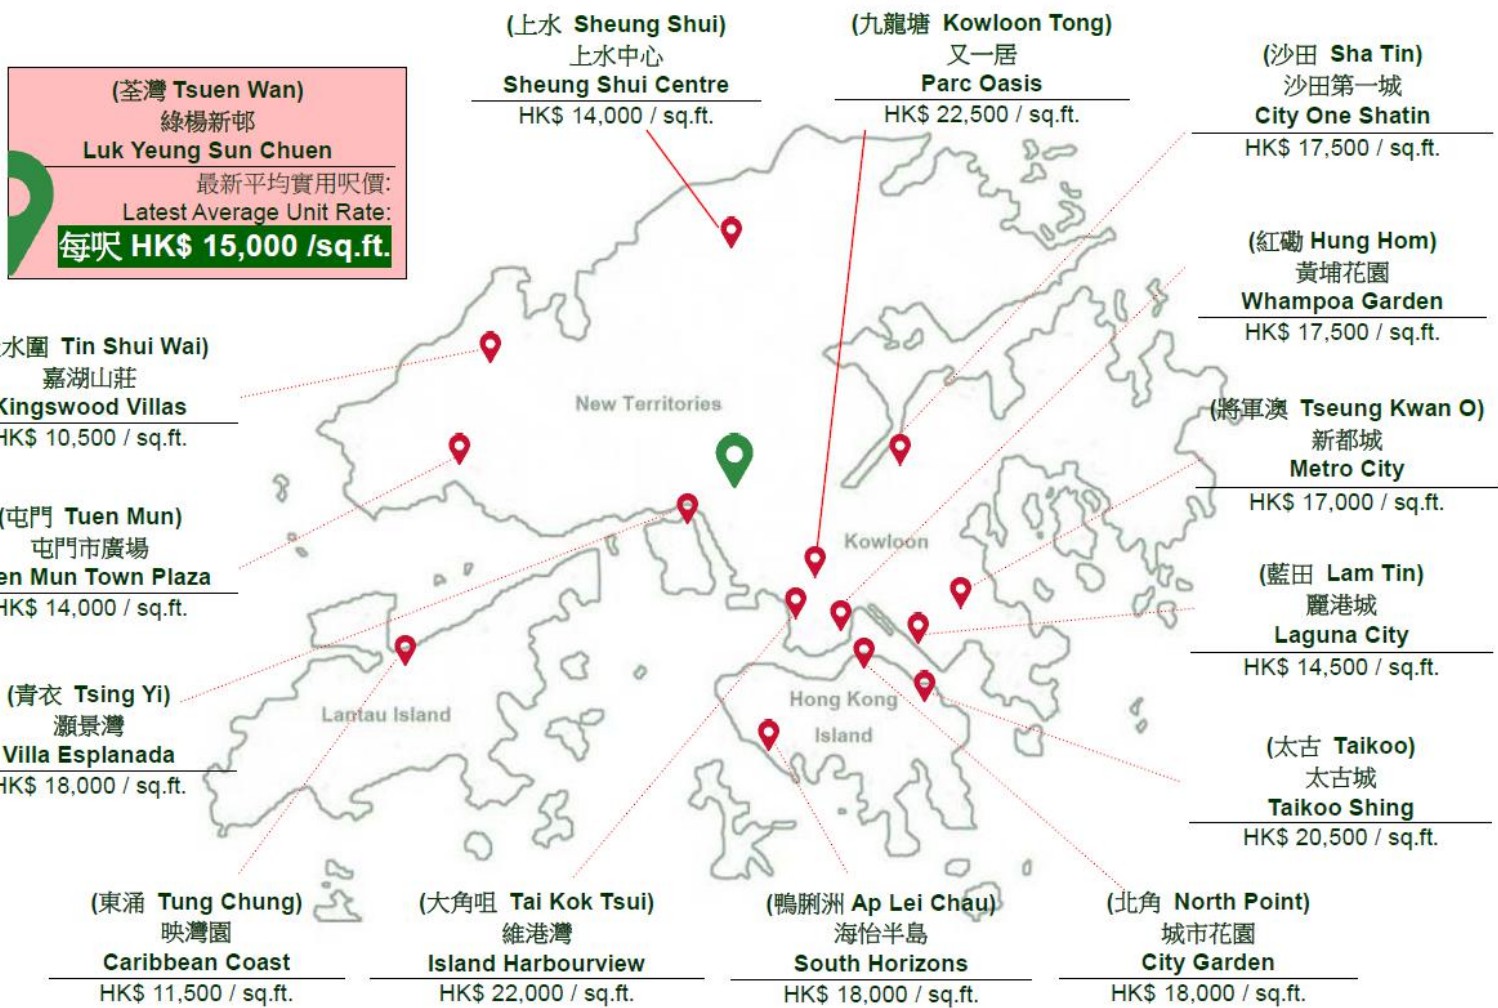 (上水 Sheung Shui)
上水中心
Sheung Shui Centre
HK$ 14,000 / sq.ft.
(九龍塘 Kowloon Tong)
又一居
Parc Oasis
HK$ 22,500 / sq.ft.
(沙田 Sha Tin)
沙田第一城
City One Shatin
HK$ 17,500 / sq.ft.
(荃灣 Tsuen Wan)
綠楊新邨
Luk Yeung Sun Chuen
最新平均實用呎價:
Latest Average Unit Rate:
每呎 HK$ 15,000 /sq.ft.
(紅磡 Hung Hom)
黃埔花園
Whampoa Garden
HK$ 17,500 / sq.ft.
水圍 Tin Shui Wai)
嘉湖山莊
Kingswood Villas
HK$ 10,500 / sq.ft.
New Territories
(將軍澳 Tseung Kwan O)
新都城
Metro City
HK$ 17,000 / sq.ft.
(屯門 Tuen Mun)
屯門市廣場
en Mun Town Plaza
HK$ 14,000 / sq.ft.
Kowloon
(藍田 Lam Tin)
麗港城
Laguna City
HK$ 14,500 / sq.ft.
(青衣 Tsing Yi)
灝景灣
Villa Esplanada
HK$ 18,000 / sq.ft.
Lantau Island
Hong Kong
Island
(太古 Taikoo)
太古城
Taikoo Shing
HK$ 20,500 / sq.ft.
(東涌 Tung Chung)
映灣園
Caribbean Coast
HK$ 11,500 / sq.ft.
(大角咀 Tai Kok Tsui)
維港灣
Island Harbourview
HK$ 22,000 / sq.ft.
(鴨脷洲 Ap Lei Chau)
海怡半島
South Horizons
HK$ 18,000 / sq.ft.
(北角 North Point)
城市花園
City Garden
HK$ 18,000 / sq.ft.